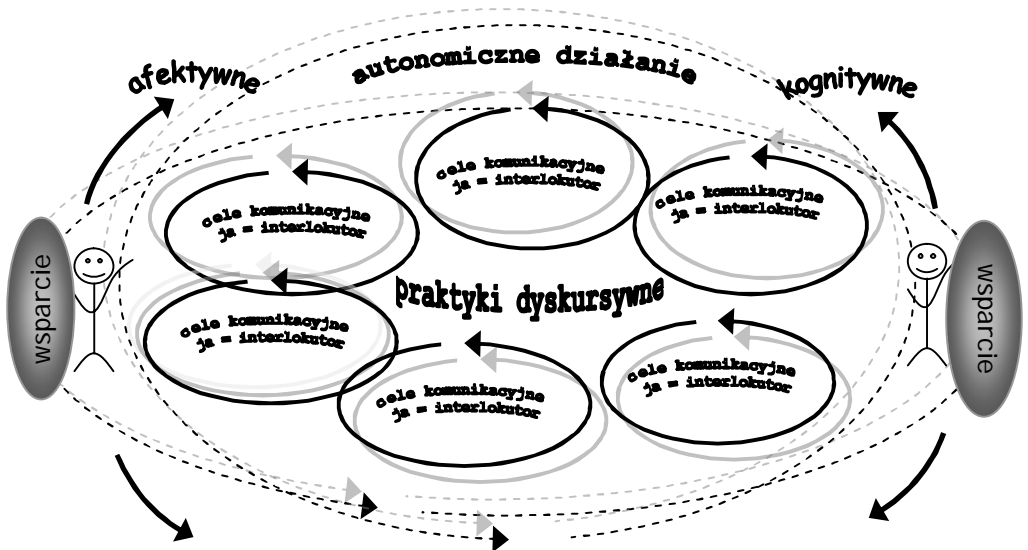 afektywne
autonomiczne działanie
kognitywne
cele komunikacyjne
ja = interlokutor
cele komunikacyjne
ja = interlokutor
cele komunikacyjne
ja = interlokutor
wsparcie
praktyki dyskursywne
wsparcie
cele komunikacyjne
ja = interlokutor
cele komunikacyjne
ja = interlokutor
cele komunikacyjne
ja = interlokutor